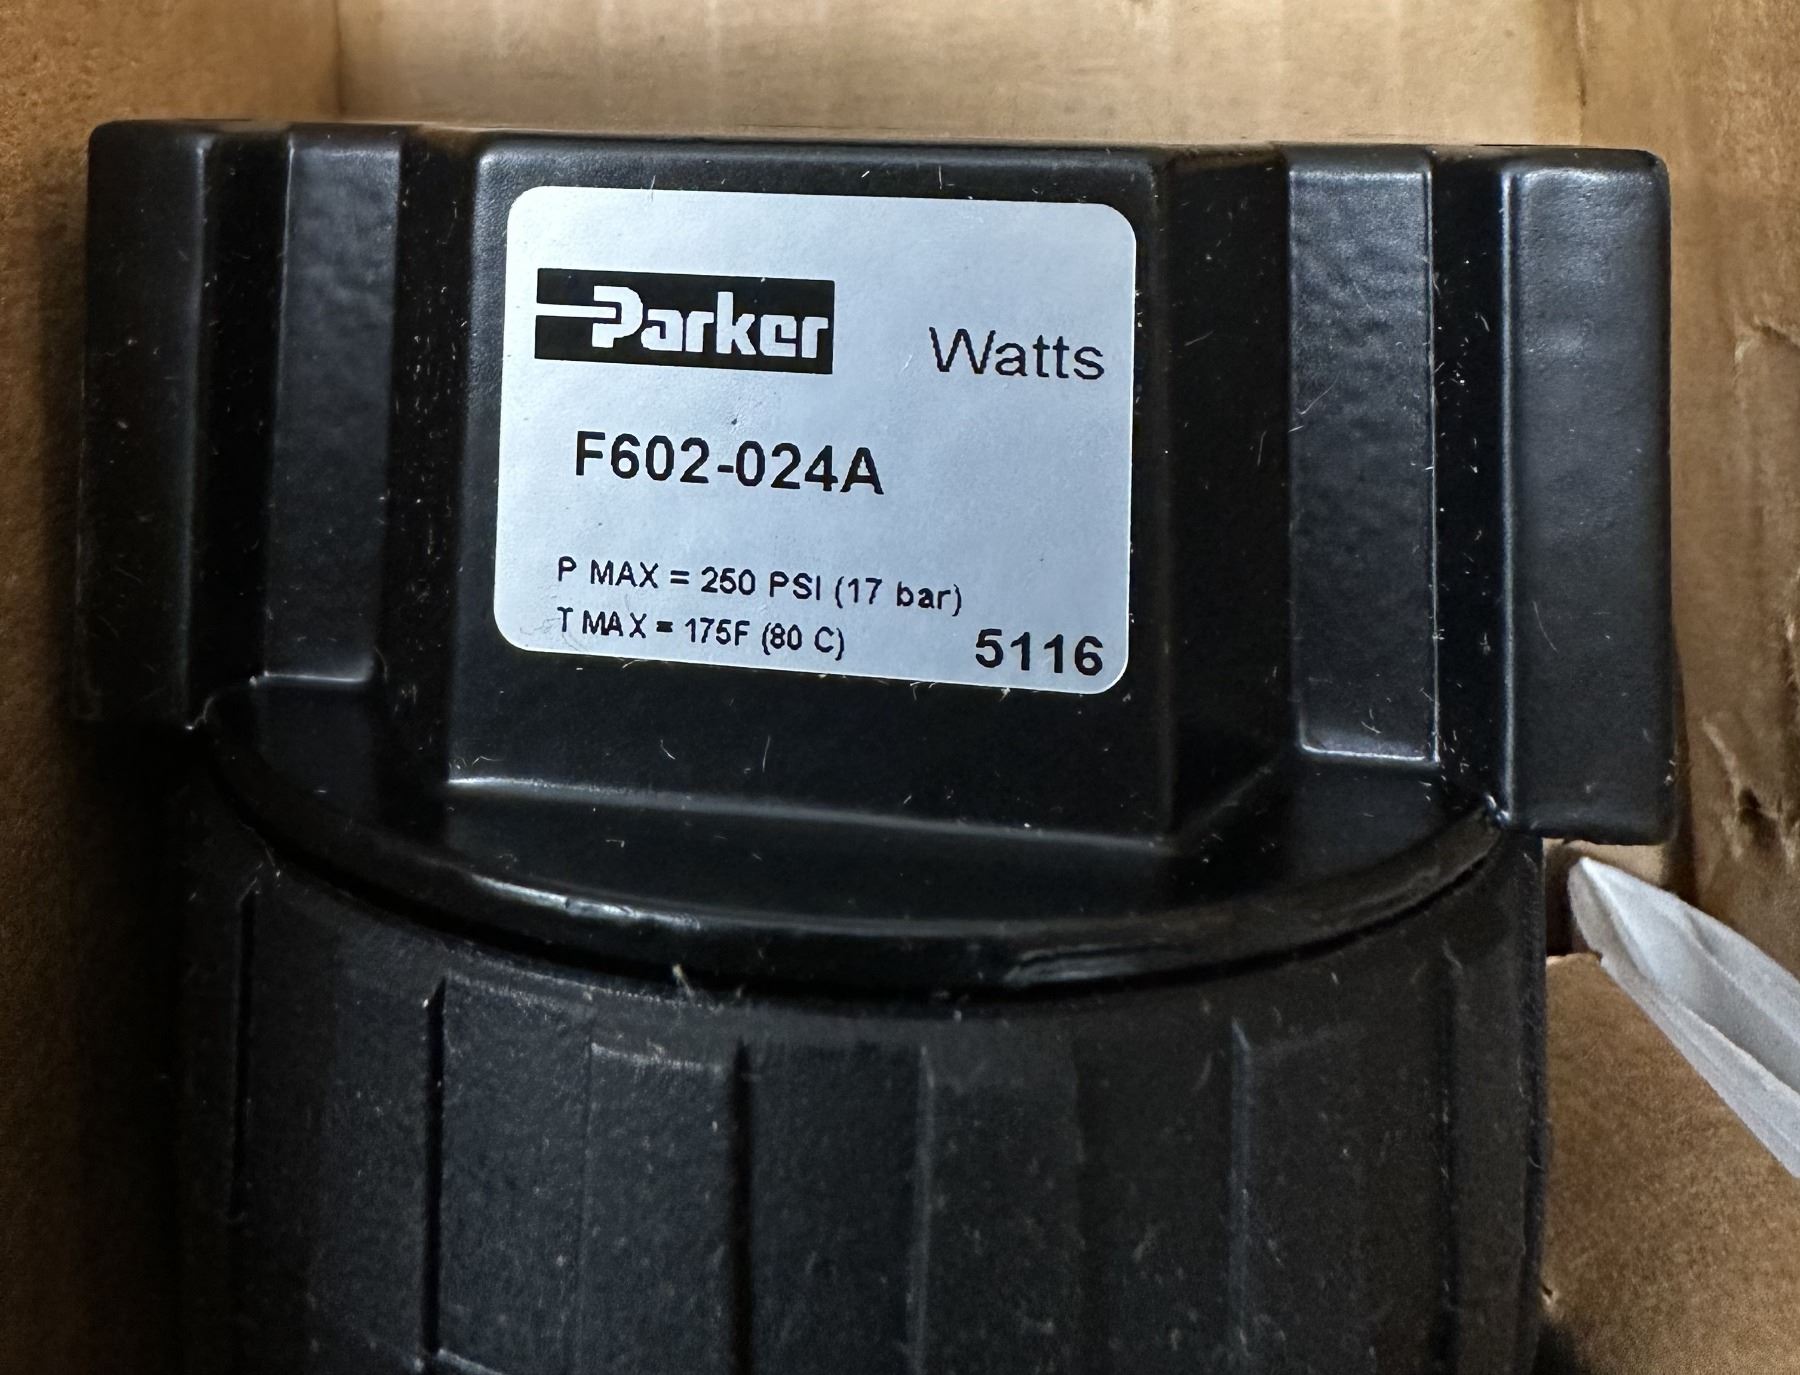 Parker Watts
F602-024A
P MAX = 250 PSI (17 bar)
T MAX = 175F (80 C)
5116